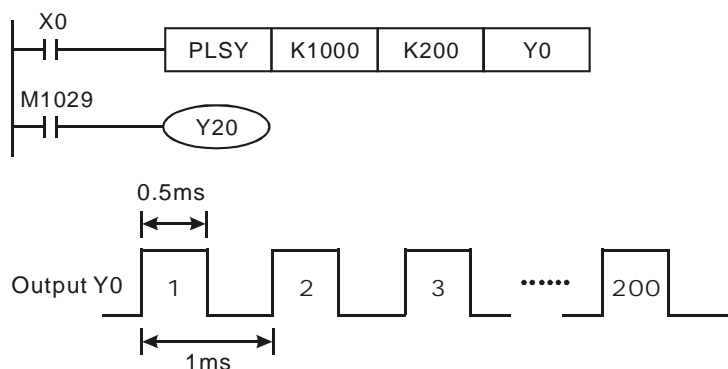 X0
PLSY K1000 K200 Y0
M1029
Y20
0.5ms
Output Y0 1 2 3 ...... 200
1ms